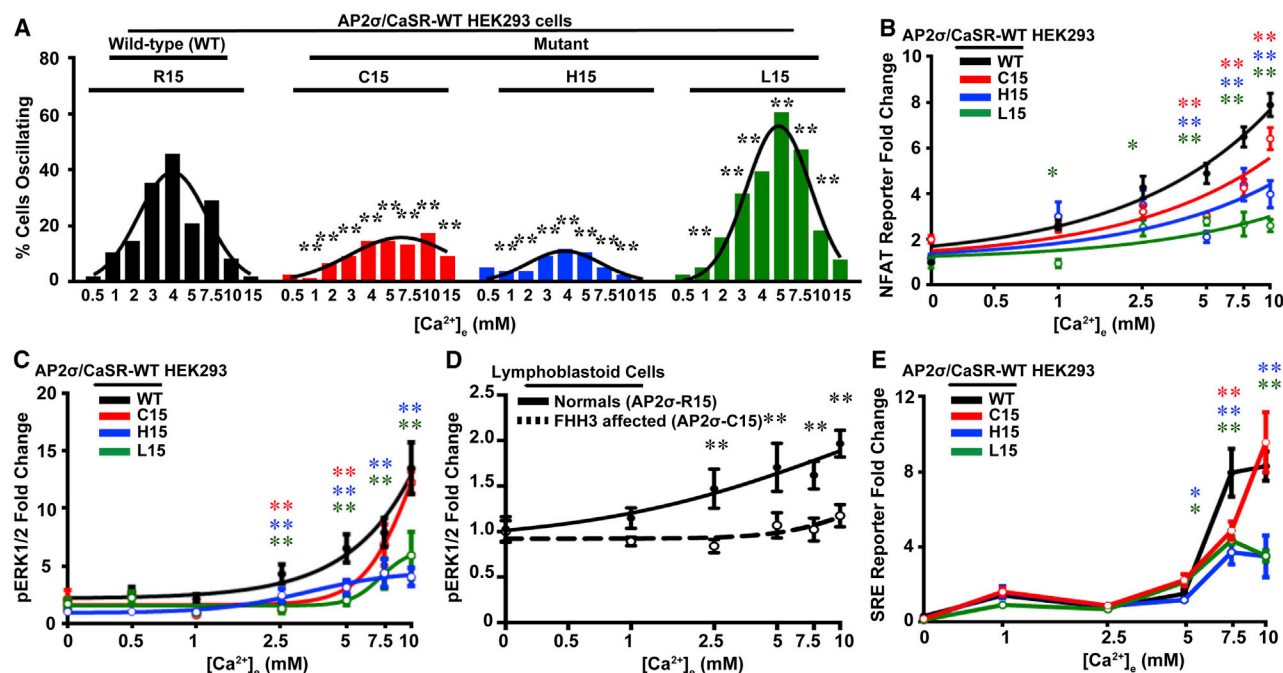 A
AP2σ/CaSR-WT HEK293 cells
Wild-type (WT)
Mutant
R15
C15
H15
L15
% Cells Oscillating
80
60
40
20
0
0.5 1 2 3 4 5 7.5 10 15
0.5 1 2 3 4 5 7.5 10 15
0.5 1 2 3 4 5 7.5 10 15
0.5 1 2 3 4 5 7.5 10 15
** ** ** ** ** ** ** **
** ** ** ** ** ** ** **
** ** ** ** ** ** **
[Ca²⁺]ₑ (mM)
B
AP2σ/CaSR-WT HEK293
WT
C15
H15
L15
NFAT Reporter Fold Change
10
8
6
4
2
0
* * ** ** **
** ** **
** **
0 0.5 1 2.5 5 7.5 10
[Ca²⁺]ₑ (mM)
C
AP2σ/CaSR-WT HEK293
WT
C15
H15
L15
pERK1/2 Fold Change
20
15
10
5
0
** ** ** **
** ** ** **
** **
0 0.5 1 2.5 5 7.5 10
[Ca²⁺]ₑ (mM)
D
Lymphoblastoid Cells
Normals (AP2σ-R15)
FHH3 affected (AP2σ-C15)
pERK1/2 Fold Change
2.5
2.0
1.5
1.0
0.5
0.0
** ** ** **
0 0.5 1 2.5 5 7.5 10
[Ca²⁺]ₑ (mM)
E
AP2σ/CaSR-WT HEK293
WT
C15
H15
L15
SRE Reporter Fold Change
12
8
4
0
* ** **
* ** **
**
0 1 2.5 5 7.5 10
[Ca²⁺]ₑ (mM)